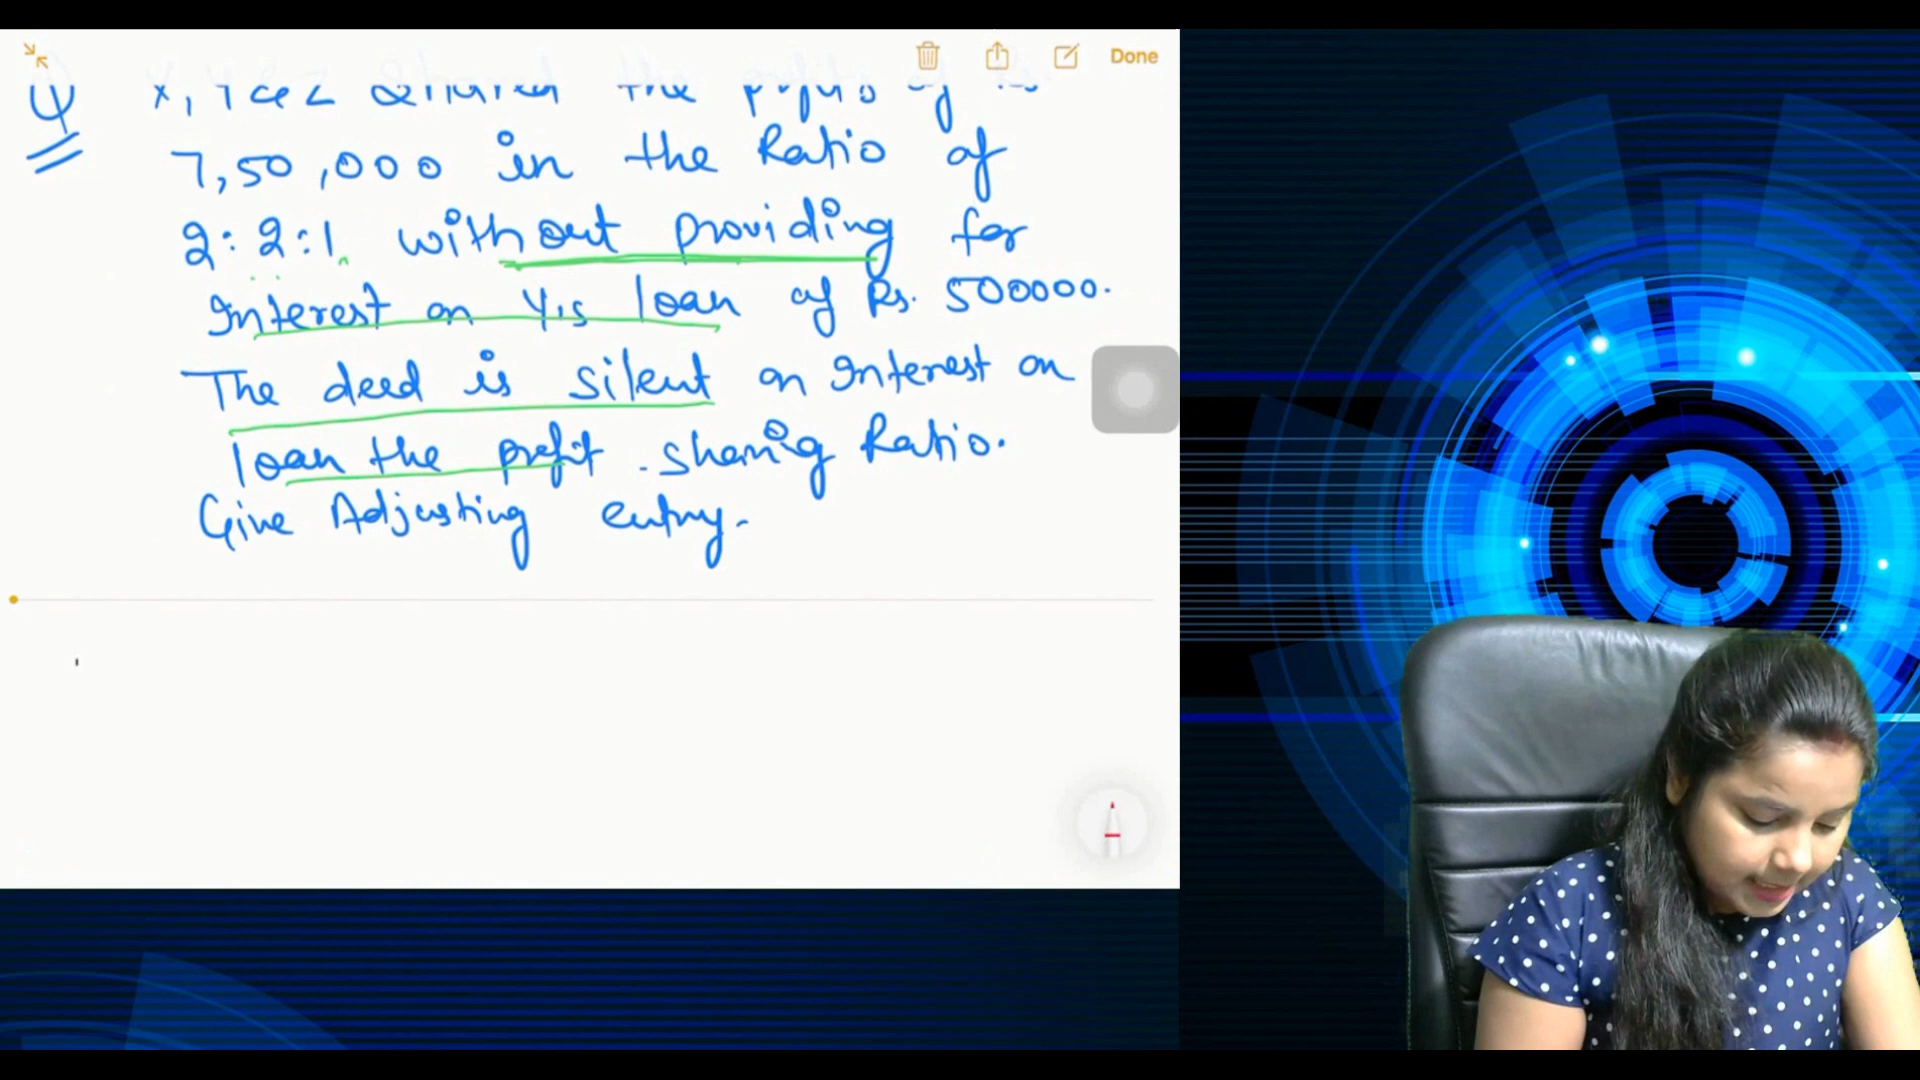 Done
Q X, Y & Z Shared the profits of Rs.
7,50,000 in the Ratio of
2:2:1. without providing for
Interest on Y's loan of Rs. 500000.
The deed is silent on Interest on
loan the profit - sharing Ratio.
Give Adjusting entry.